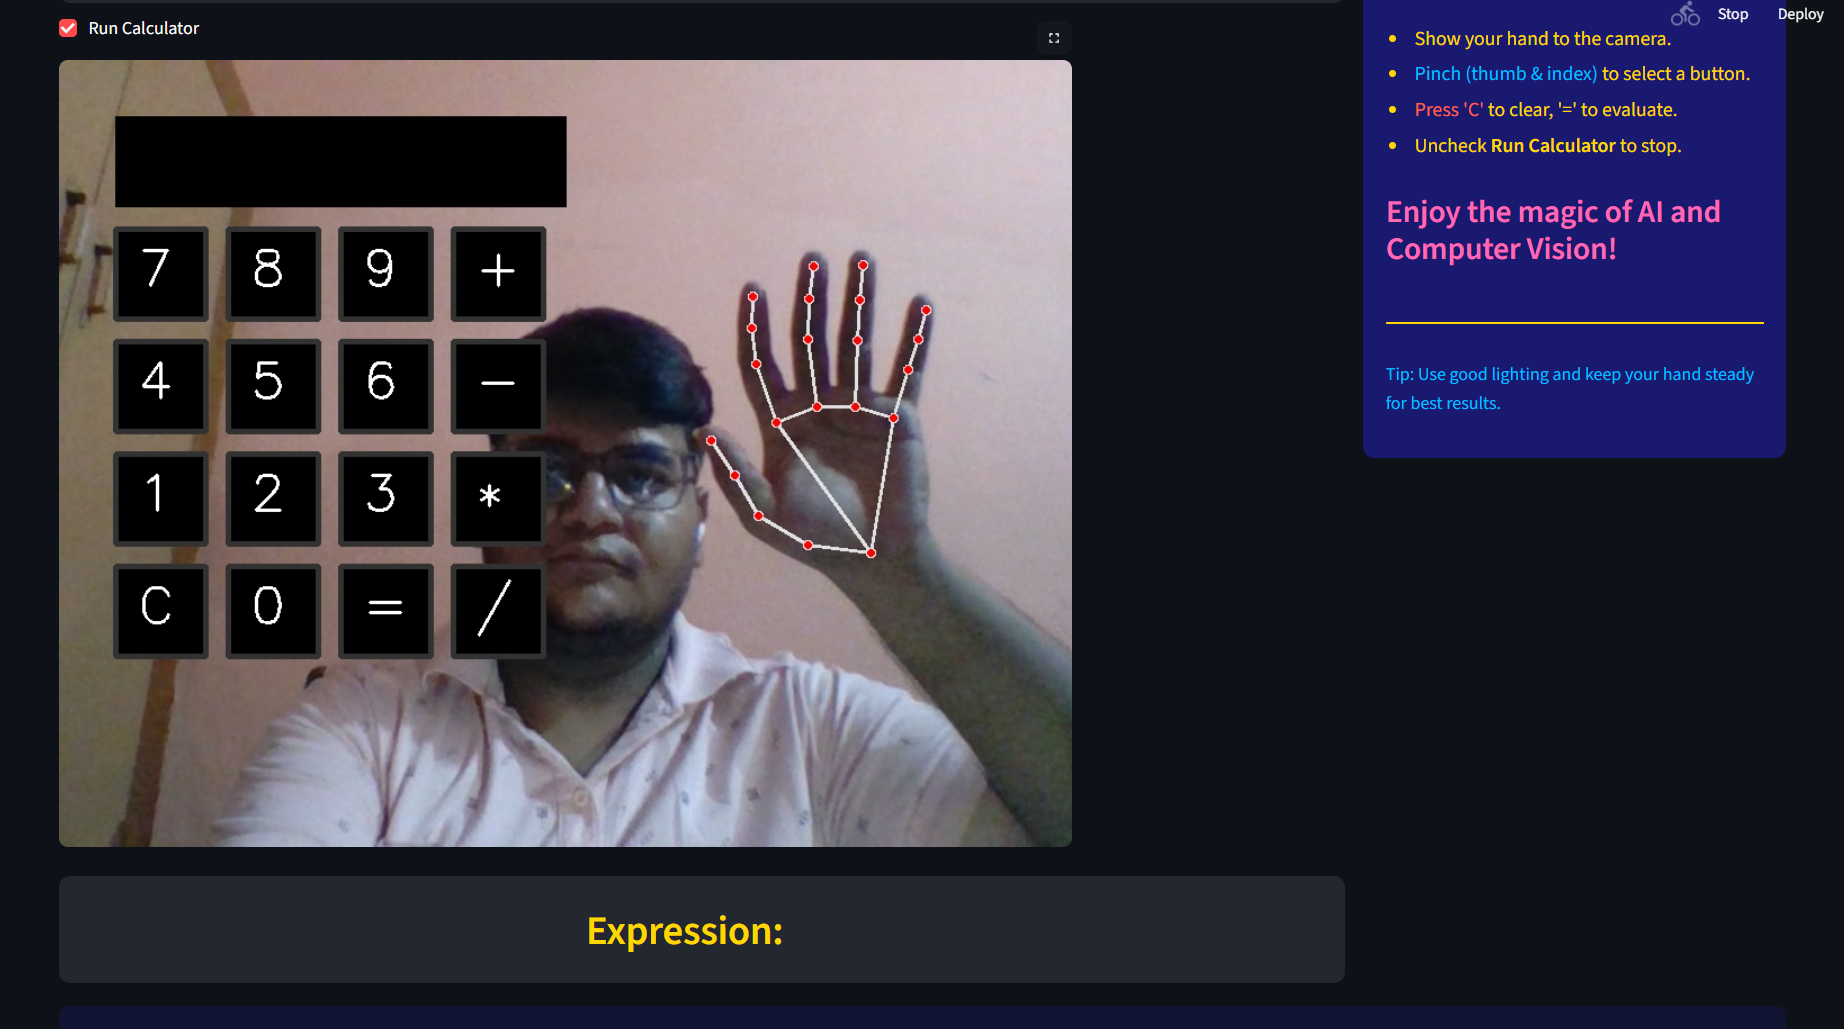 Run Calculator
Stop
Deploy
7 8 9 +
4 5 6 −
1 2 3 *
C 0 = /
Show your hand to the camera.
Pinch (thumb & index) to select a button.
Press 'C' to clear, '=' to evaluate.
Uncheck Run Calculator to stop.
Enjoy the magic of AI and
Computer Vision!
Tip: Use good lighting and keep your hand steady
for best results.
Expression: